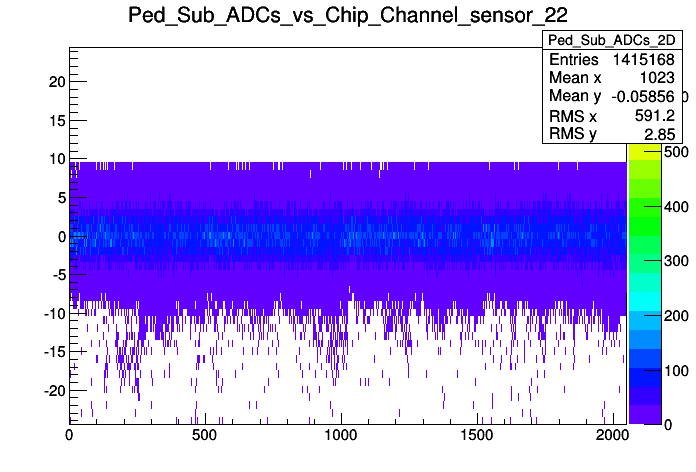 Ped_Sub_ADCs_vs_Chip_Channel_sensor_22
Ped_Sub_ADCs_2D
Entries 1415168
Mean x 1023
Mean y -0.05856
RMS x 591.2
RMS y 2.85
20
15
10
5
0
-5
-10
-15
-20
0 500 1000 1500 2000
500
400
300
200
100
0